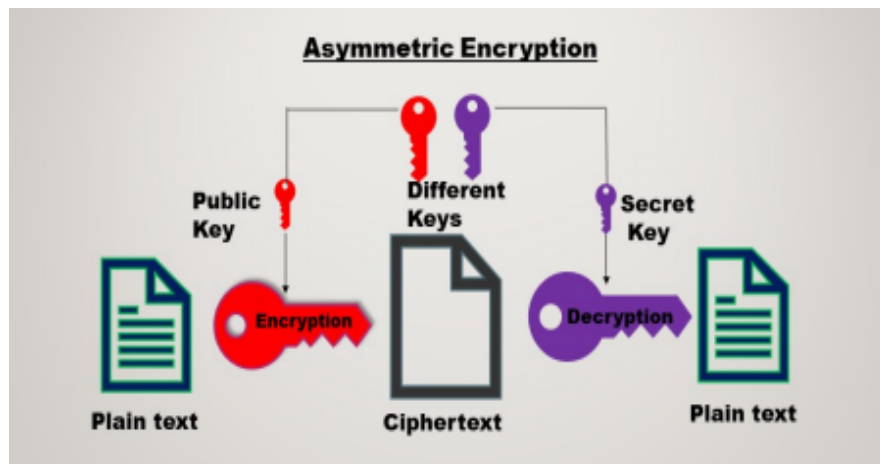 Asymmetric Encryption
Different
Keys
Public
Key
Secret
Key
Encryption
Decryption
Plain text
Ciphertext
Plain text